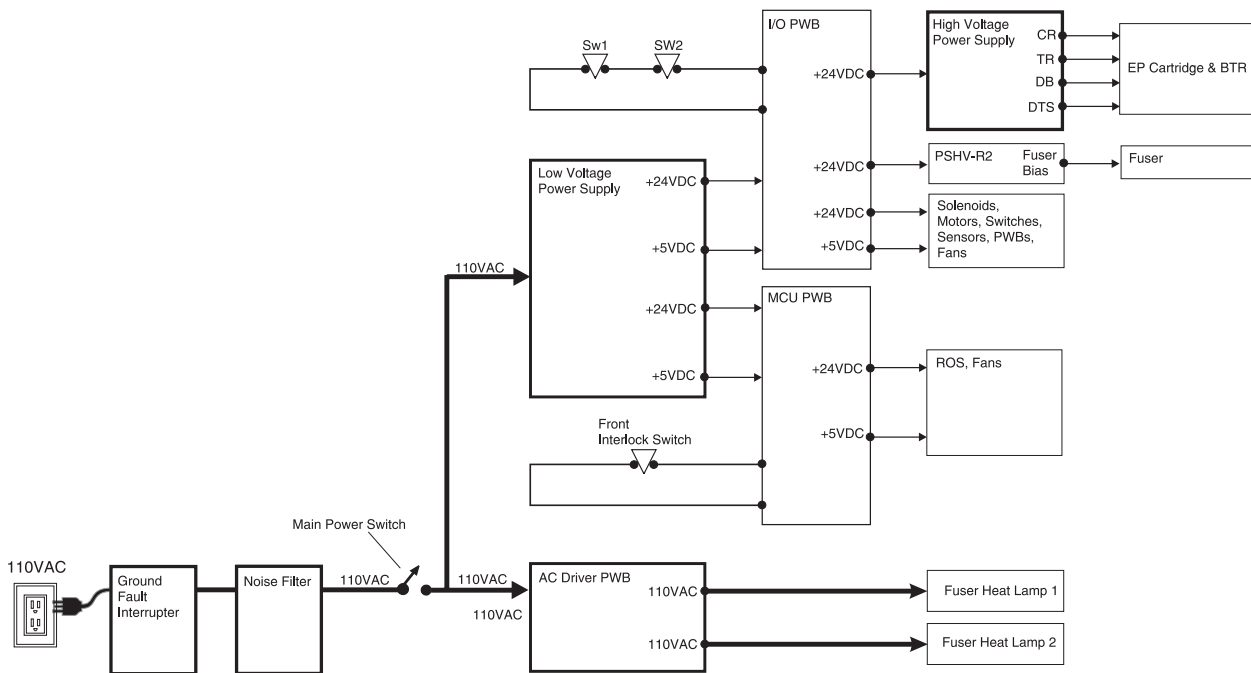 I/O PWB
High Voltage
Power Supply
CR
TR
DB
DTS
EP Cartridge & BTR
Sw1
SW2
+24VDC
Low Voltage
Power Supply
+24VDC
+5VDC
+24VDC
+5VDC
+24VDC
+24VDC
+5VDC
PSHV-R2
Fuser
Bias
Fuser
Solenoids,
Motors, Switches,
Sensors, PWBs,
Fans
110VAC
MCU PWB
+24VDC
+5VDC
ROS, Fans
Front
Interlock Switch
Main Power Switch
110VAC
Ground
Fault
Interrupter
Noise Filter
110VAC
110VAC
110VAC
AC Driver PWB
110VAC
110VAC
Fuser Heat Lamp 1
Fuser Heat Lamp 2